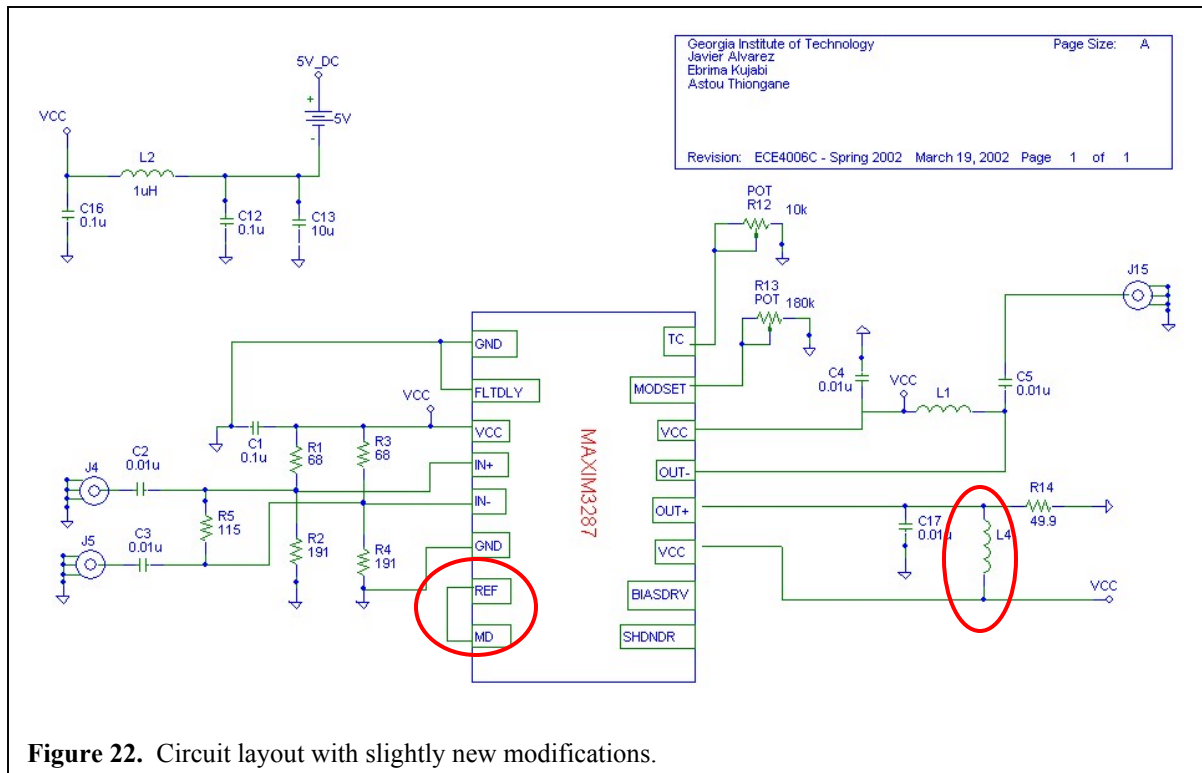 Georgia Institute of Technology Page Size: A
Javier Alvarez
Ebrima Kujabi
Astou Thiongane
Revision: ECE4006C - Spring 2002 March 19, 2002 Page 1 of 1
5V_DC
+
5V
-
VCC
L2
1uH
C16
0.1u
C12
0.1u
C13
10u
POT
R12 10k
R13
POT 180k
J15
C4
0.01u
VCC
L1
C5
0.01u
GND
FLTDLY
VCC
IN+
IN-
GND
REF
MD
MAXIM3287
TC
MODSET
VCC
OUT-
OUT+
VCC
BIASDRV
SHDNDR
VCC
C1
0.1u
R1
68
R3
68
J4
C2
0.01u
R5
115
J5
C3
0.01u
R2
191
R4
191
R14
49.9
C17
0.01u
L4
VCC
Figure 22. Circuit layout with slightly new modifications.